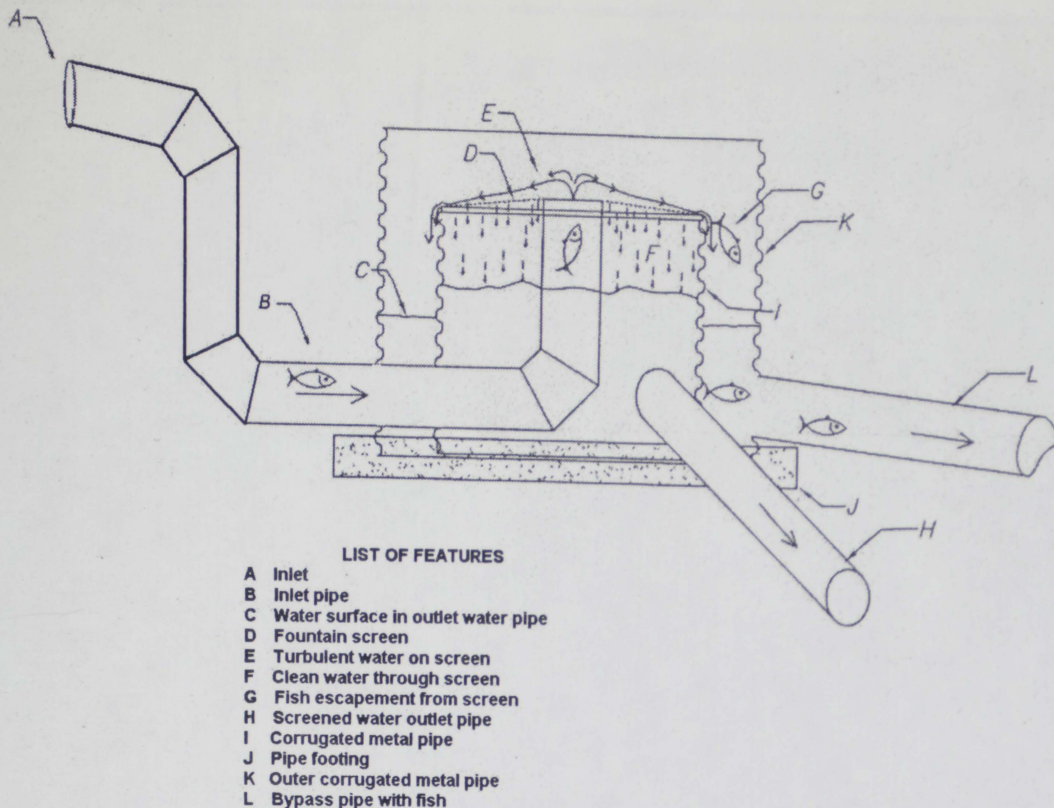 A
E
D
G
K
C
F
B
I
L
J
H
LIST OF FEATURES
A Inlet
B Inlet pipe
C Water surface in outlet water pipe
D Fountain screen
E Turbulent water on screen
F Clean water through screen
G Fish escapement from screen
H Screened water outlet pipe
I Corrugated metal pipe
J Pipe footing
K Outer corrugated metal pipe
L Bypass pipe with fish